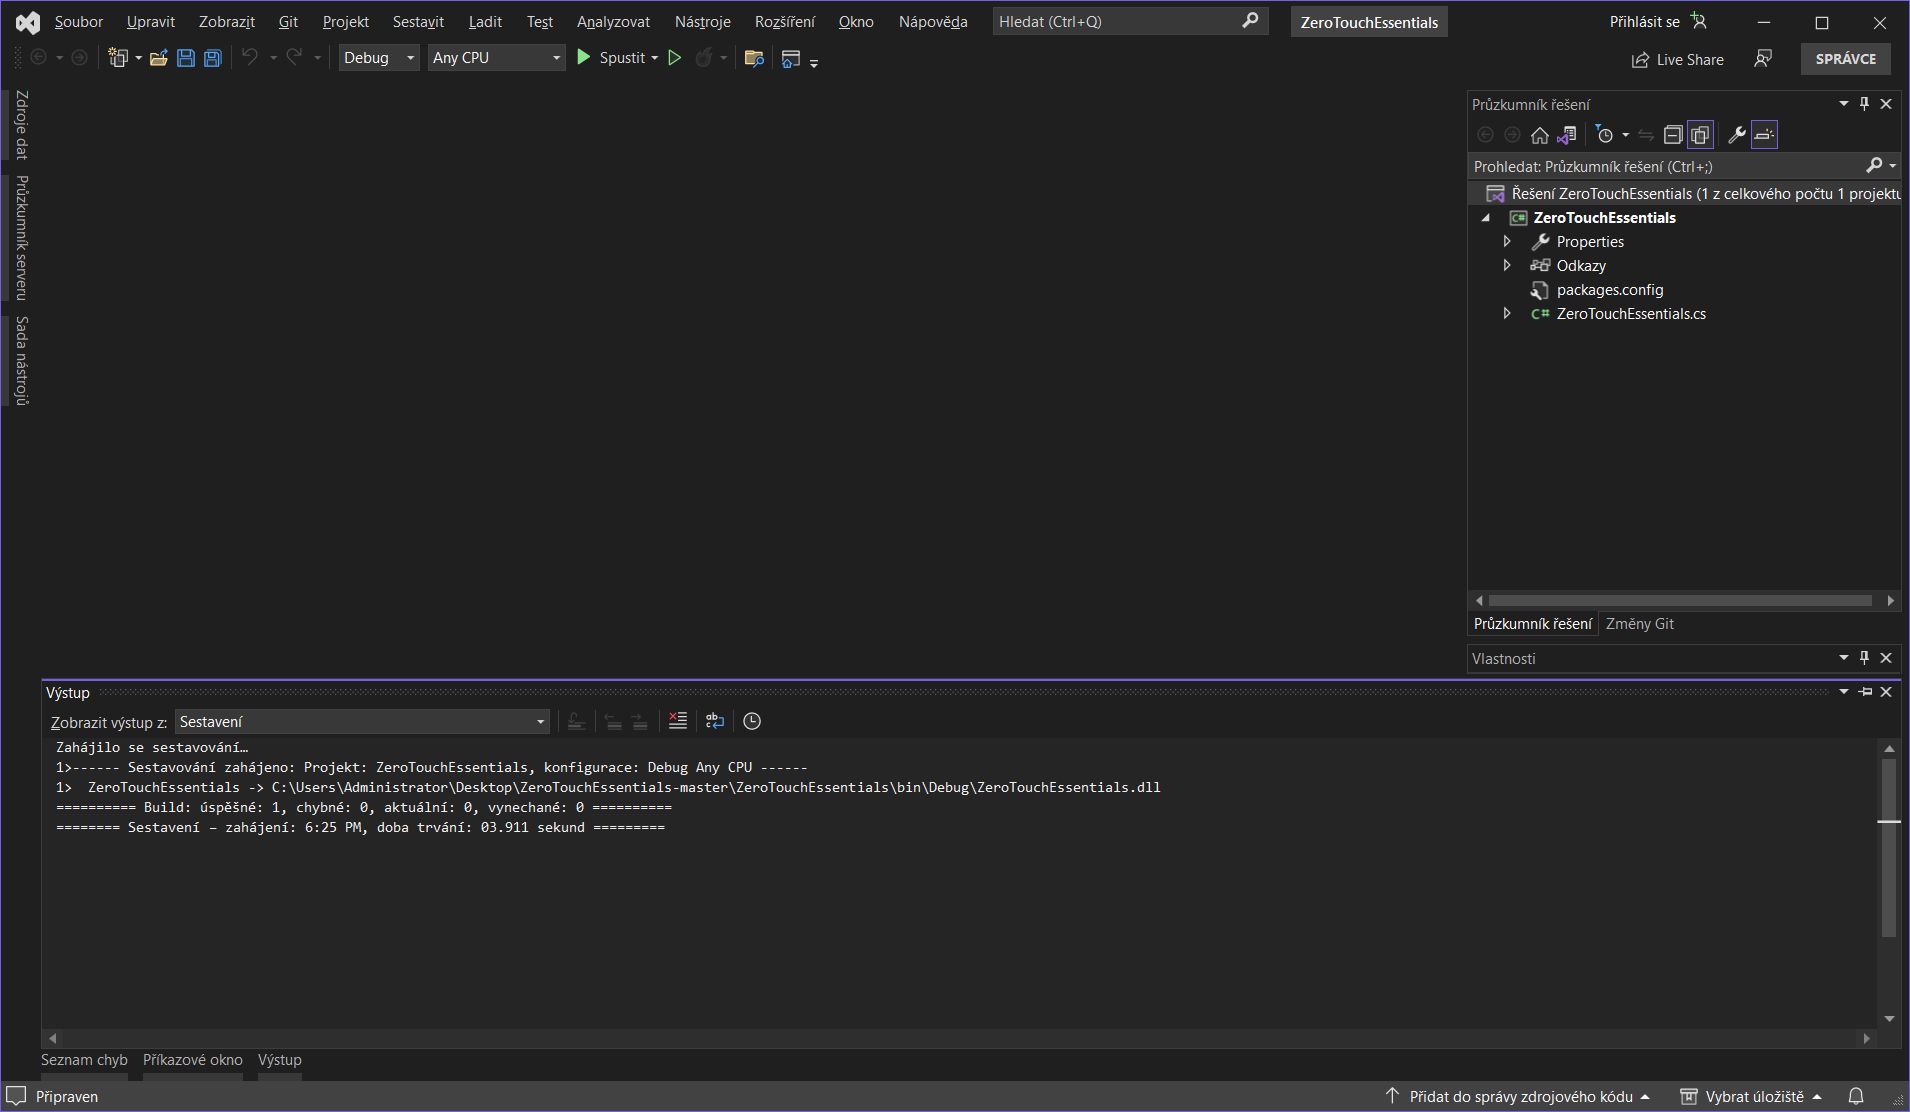 Soubor Upravit Zobrazit Git Projekt Sestavit Ladit Test Analyzovat Nástroje Rozšíření Okno Nápověda Hledat (Ctrl+Q) ZeroTouchEssentials Přihlásit se
Debug Any CPU Spustit Live Share SPRÁVCE
Zdroje dat
Průzkumník serveru
Sada nástrojů
Průzkumník řešení
Prohledat: Průzkumník řešení (Ctrl+;)
Řešení ZeroTouchEssentials (1 z celkového počtu 1 projektu
C# ZeroTouchEssentials
Properties
Odkazy
packages.config
C# ZeroTouchEssentials.cs
Průzkumník řešení Změny Git
Vlastnosti
Výstup
Zobrazit výstup z: Sestavení
Zahájilo se sestavování…
1>------ Sestavování zahájeno: Projekt: ZeroTouchEssentials, konfigurace: Debug Any CPU ------
1>  ZeroTouchEssentials -> C:\Users\Administrator\Desktop\ZeroTouchEssentials-master\ZeroTouchEssentials\bin\Debug\ZeroTouchEssentials.dll
========== Build: úspěšné: 1, chybné: 0, aktuální: 0, vynechané: 0 ==========
======== Sestavení – zahájení: 6:25 PM, doba trvání: 03.911 sekund =========
Seznam chyb Příkazové okno Výstup
Připraven Přidat do správy zdrojového kódu Vybrat úložiště